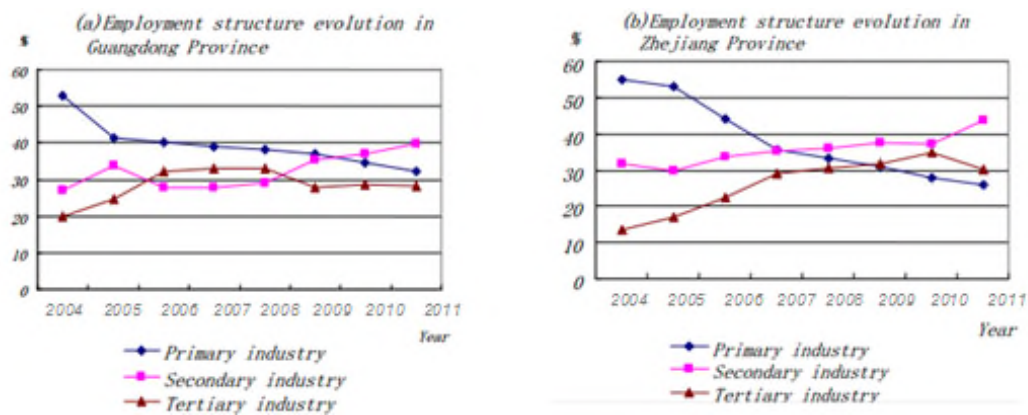 (a)Employment structure evolution in
Guangdong Province
%
60
50
40
30
20
10
0
2004 2005 2006 2007 2008 2009 2010 2011
Year
Primary industry
Secondary industry
Tertiary industry
(b)Employment structure evolution in
Zhejiang Province
%
60
50
40
30
20
10
0
2004 2005 2006 2007 2008 2009 2010 2011
Year
Primary industry
Secondary industry
Tertiary industry